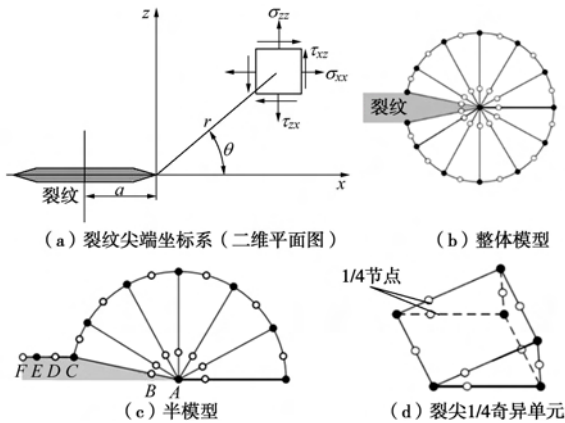 z
σzz
τxz
σxx
τzx
r
θ
a
x
裂纹
(a) 裂纹尖端坐标系(二维平面图)
裂纹
(b) 整体模型
F E D C
B A
(c) 半模型
1/4节点
(d) 裂尖1/4奇异单元